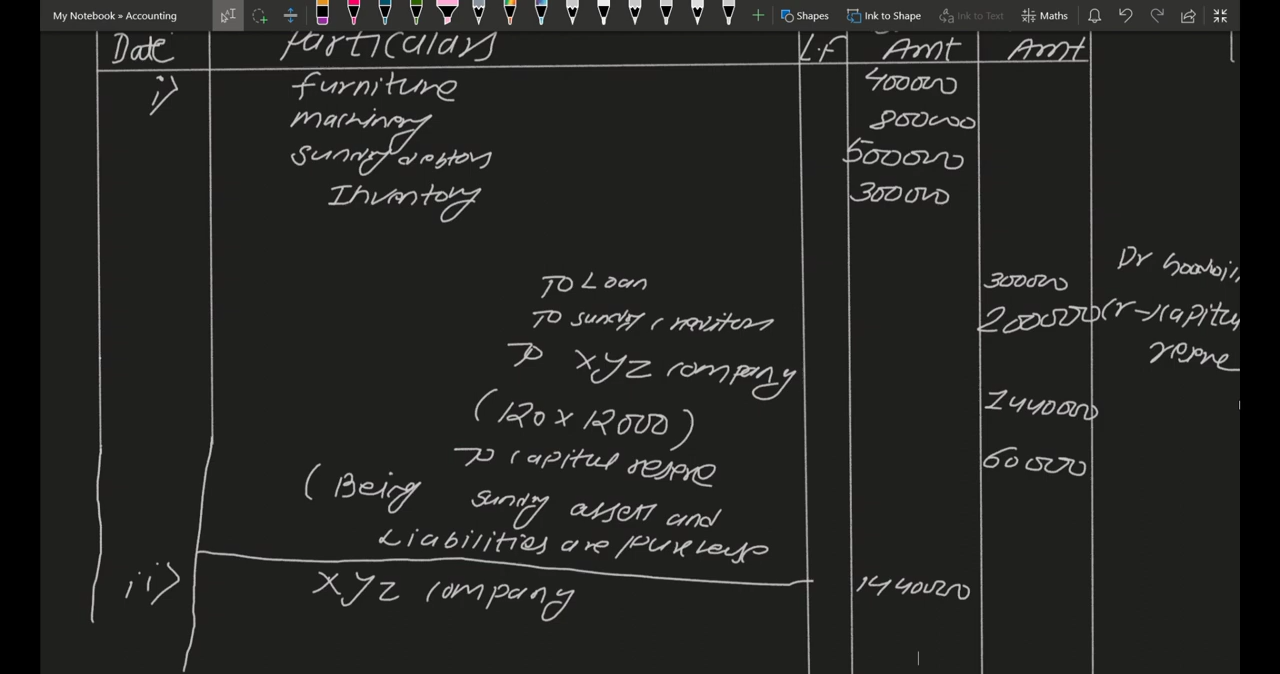 My Notebook » Accounting
Shapes
Ink to Shape
Ink to Text
Maths
Date Particulars L.F Amt Amt
i) furniture 400000
machinery 800000
Sundry debtors 500000
Inventory 300000
Dr Goodwill
To Loan 300000
To sundry creditors 200000 Cr → Capital
reserve
To XYZ company
(120 x 12000) 1440000
To capital reserve 60000
(Being sundry assets and
Liabilities are purchase
ii) XYZ company 1440000